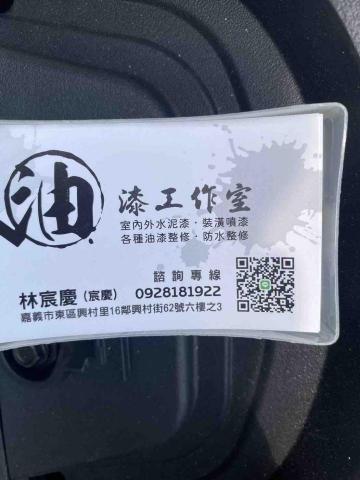 油漆工作室
室內外水泥漆・裝潢噴漆
各種油漆整修・防水整修
諮詢專線
林宸慶(宸慶) 0928181922
嘉義市東區興村里16鄰興村街62號六樓之3